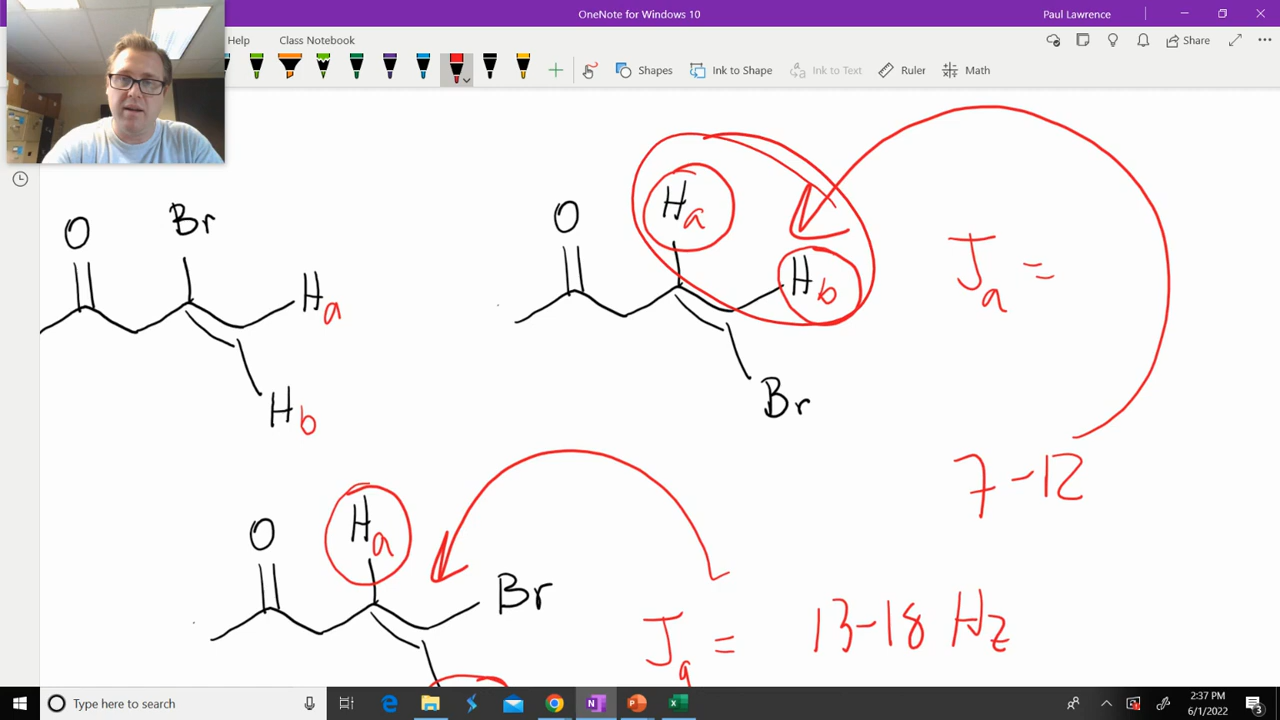 OneNote for Windows 10
Paul Lawrence
Help
Class Notebook
Share
Shapes
Ink to Shape
Ink to Text
Ruler
Math
O
Br
Ha
Hb
O
Ha
Hb
Br
Ja =
7-12
O
Ha
Br
Ja = 13-18 Hz
Type here to search
2:37 PM
6/1/2022
3